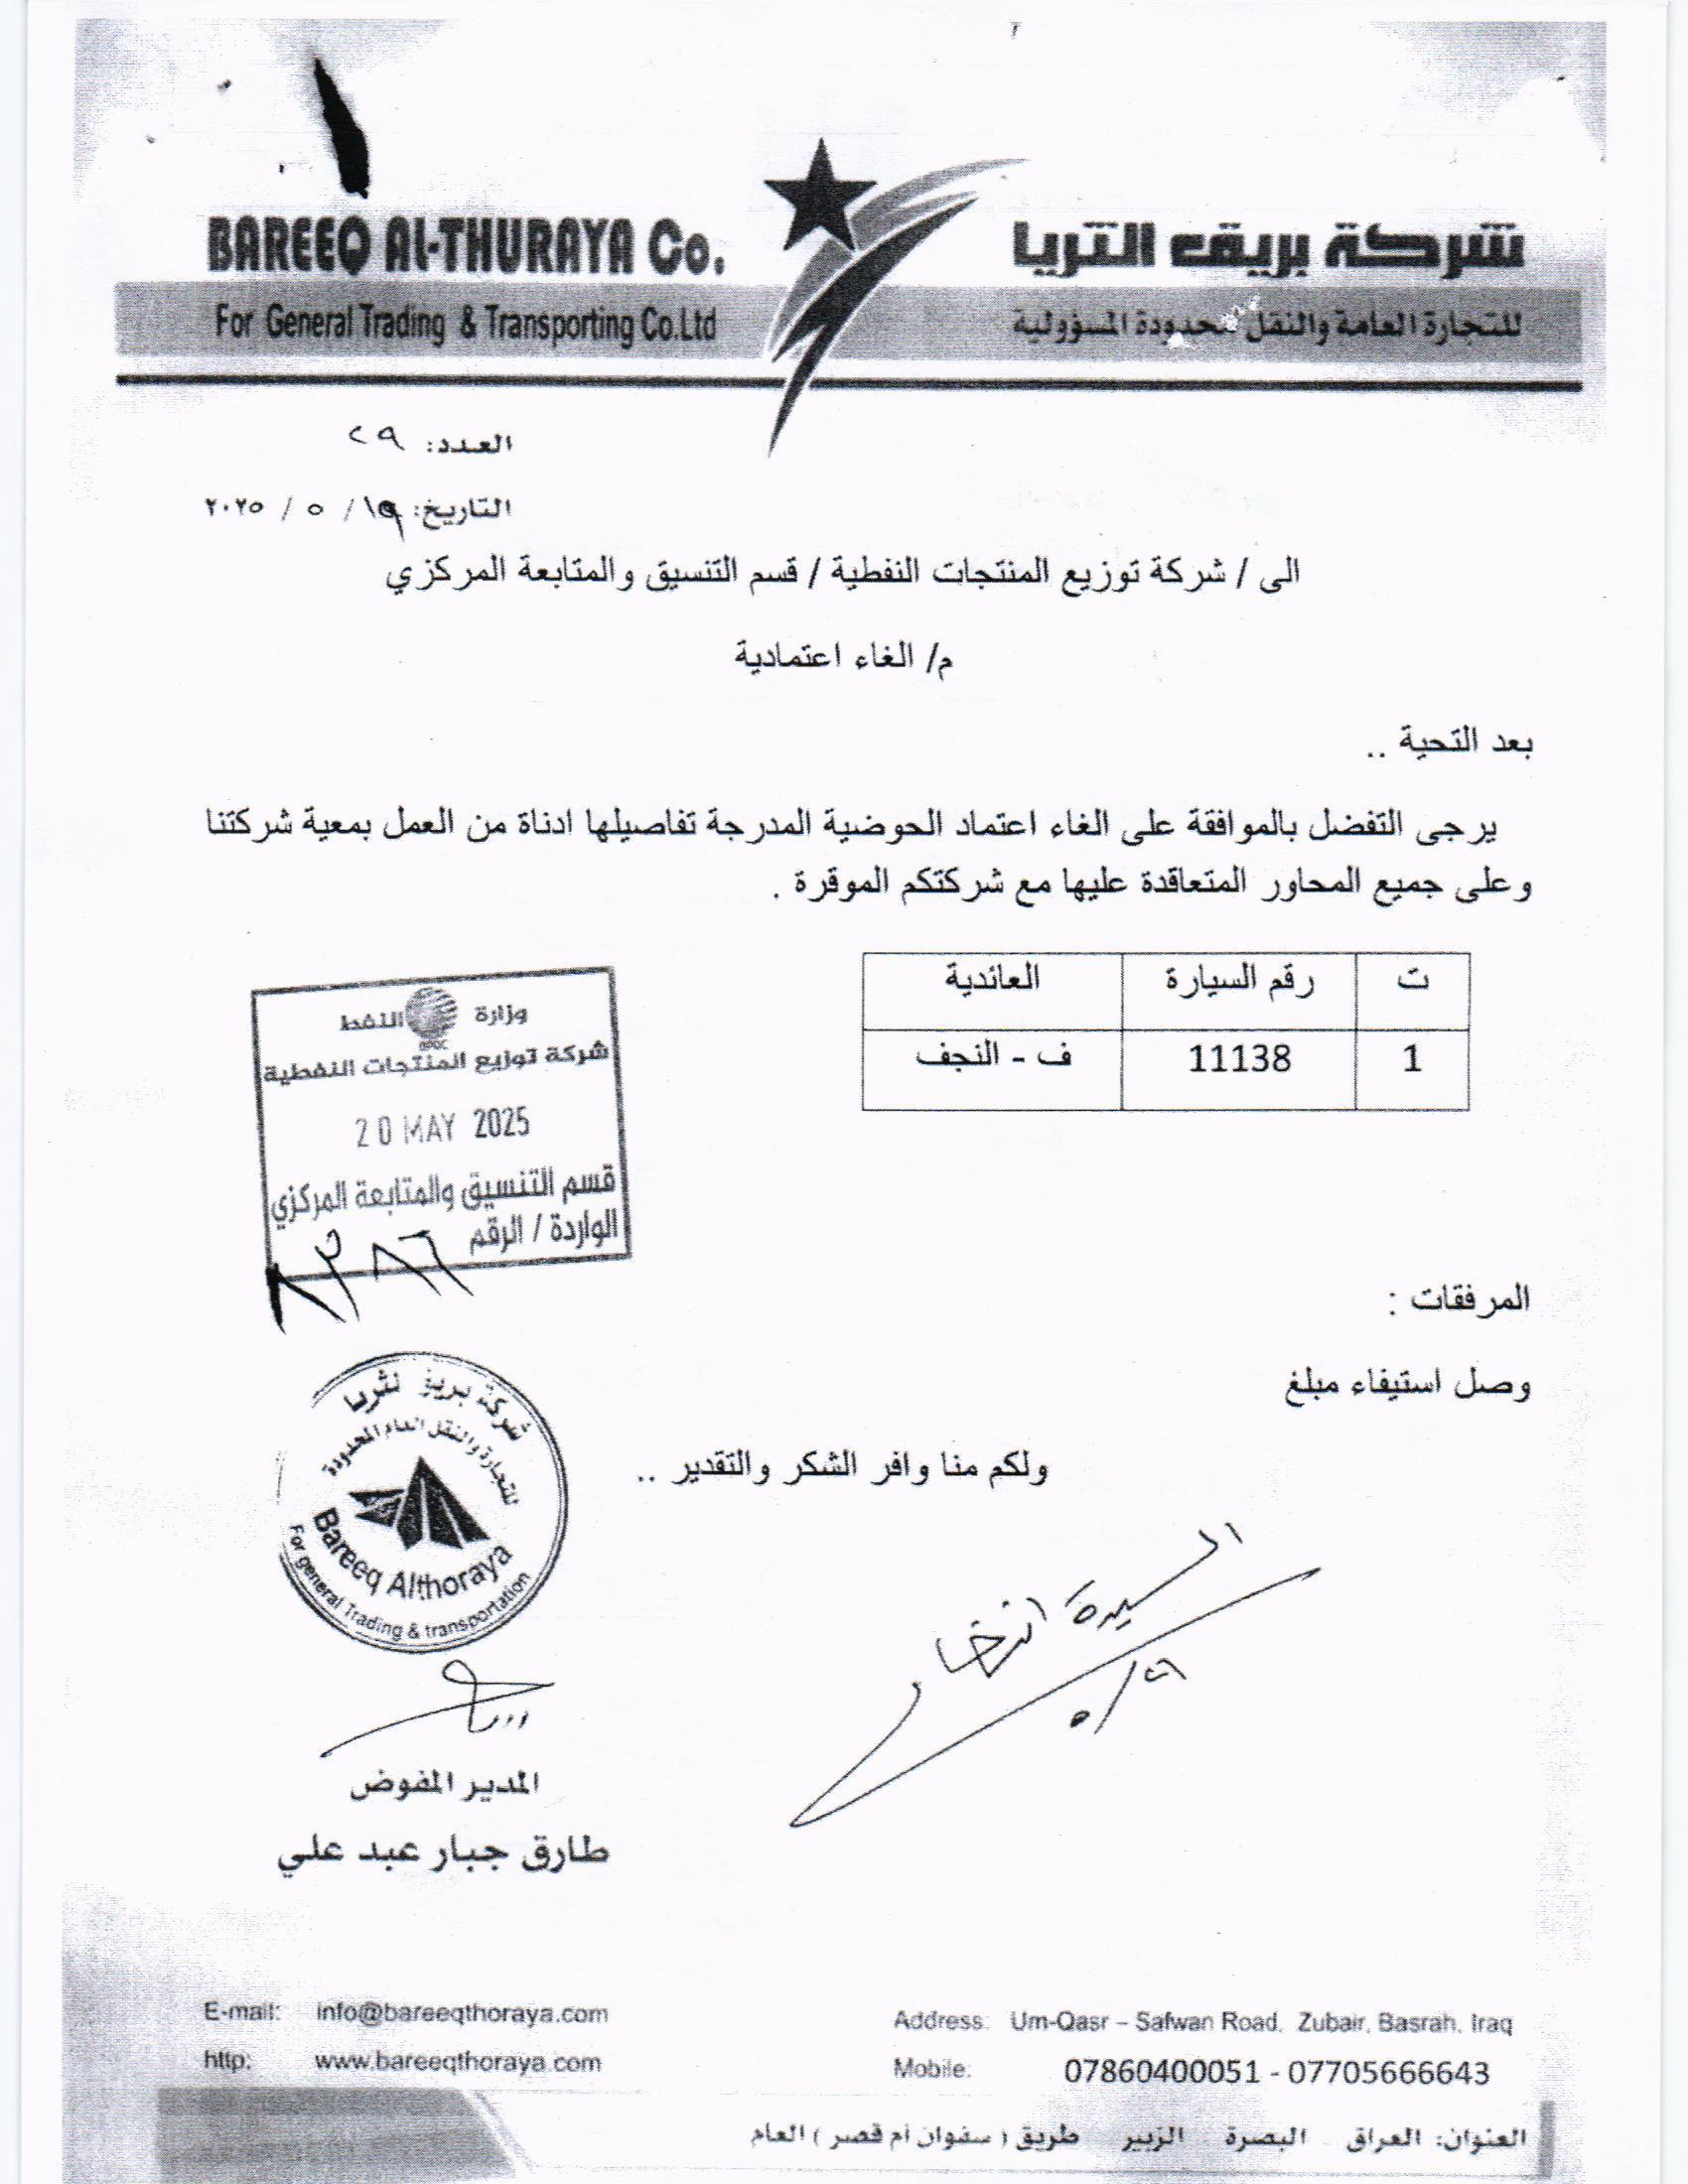 BAREEQ Al-THURAYA Co.
شركة بريق الثريا
For General Trading & Transporting Co.Ltd
للتجارة العامة والنقل محدودة المسؤولية
العدد: ٢٩
التاريخ: ١٩ / ٥ / ٢٠٢٥
الى / شركة توزيع المنتجات النفطية / قسم التنسيق والمتابعة المركزي
م/ الغاء اعتمادية
بعد التحية ..
يرجى التفضل بالموافقة على الغاء اعتماد الحوضية المدرجة تفاصيلها ادناة من العمل بمعية شركتنا
وعلى جميع المحاور المتعاقدة عليها مع شركتكم الموقرة .
ت رقم السيارة العائدية
1 11138 ف - النجف
وزارة النفط
شركة توزيع المنتجات النفطية
20 MAY 2025
قسم التنسيق والمتابعة المركزي
الواردة / الرقم
٨٣٨٦
المرفقات :
وصل استيفاء مبلغ
ولكم منا وافر الشكر والتقدير ..
شركة بريق الثريا
للتجارة والنقل العام المحدودة
Bareeq Althoraya
For general Trading & transportation
المدير المفوض
طارق جبار عبد علي
E-mail: info@bareeqthoraya.com
http: www.bareeqthoraya.com
Address: Um-Qasr – Safwan Road, Zubair, Basrah, Iraq
Mobile: 07860400051 - 07705666643
العنوان: العراق البصرة الزبير طريق ( سفوان أم قصر ) العام